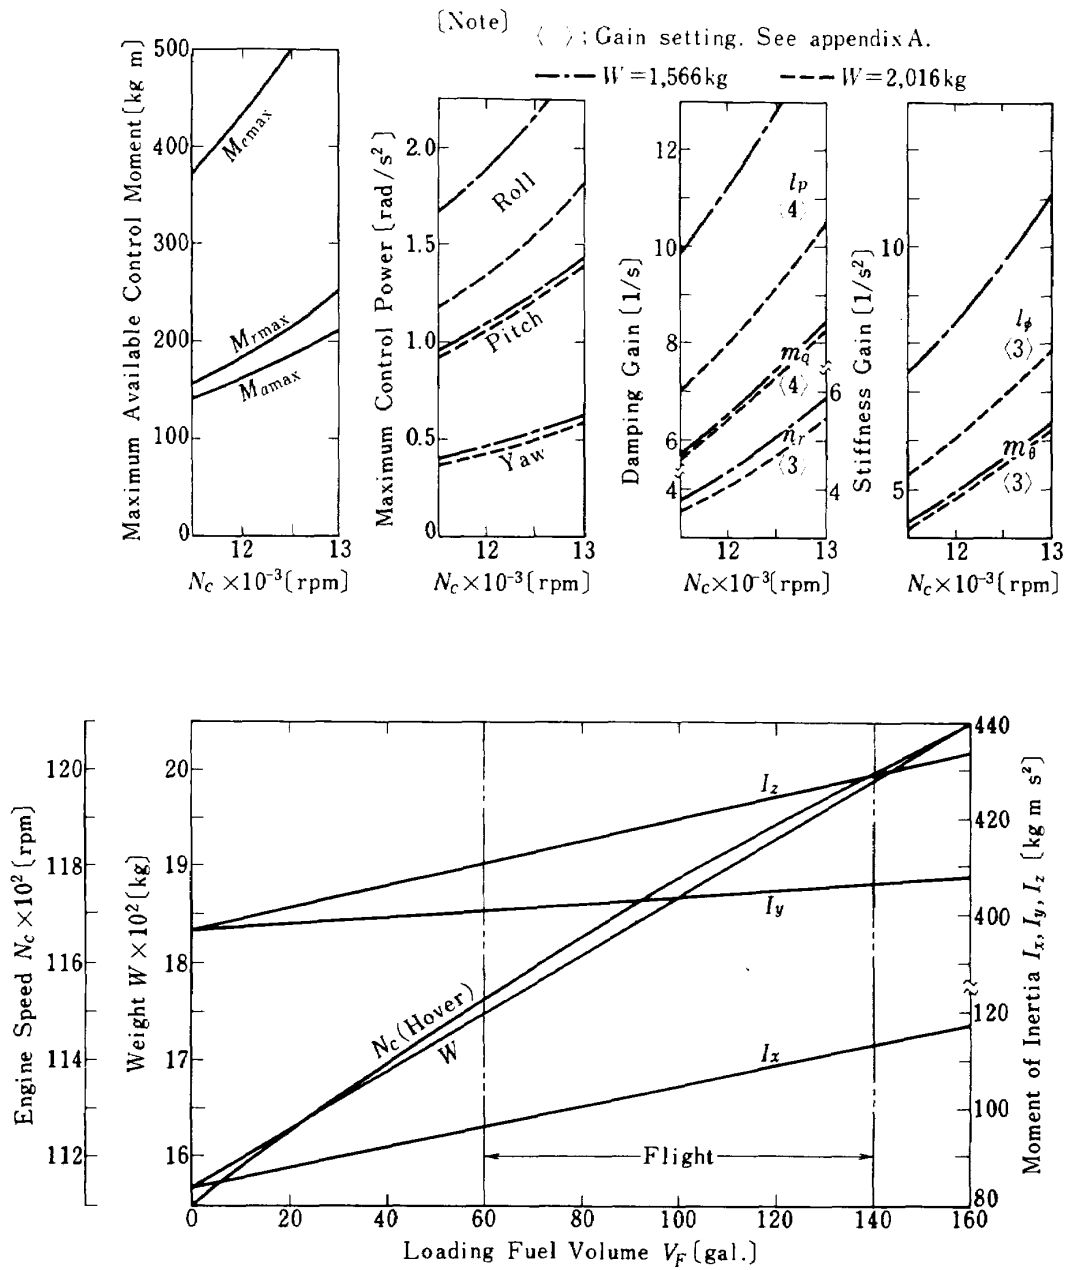 [Note]
〈 〉; Gain setting. See appendix A.
W=1,566kg
W=2,016kg
Maximum Available Control Moment [kg m]
500
400
300
200
100
0
Memax
Mrmax
Mamax
12 13
Nc×10-3 [rpm]
Maximum Control Power [rad/s2]
2.0
1.5
1.0
0.5
0
Roll
Pitch
Yaw
12 13
Nc×10-3 [rpm]
Damping Gain [1/s]
12
10
8
6
4
lp
〈4〉
mq
〈4〉
nr
〈3〉
6
4
12 13
Nc×10-3 [rpm]
Stiffness Gain [1/s2]
10
5
lφ
〈3〉
mθ
〈3〉
12 13
Nc×10-3 [rpm]
Engine Speed Nc×102 [rpm]
120
118
116
114
112
Weight W×102 [kg]
20
19
18
17
16
Iz
Iy
Nc(Hover)
W
Ix
Flight
440
420
400
120
100
80
Moment of Inertia Ix, Iy, Iz [kg m s2]
0 20 40 60 80 100 120 140 160
Loading Fuel Volume VF [gal.]